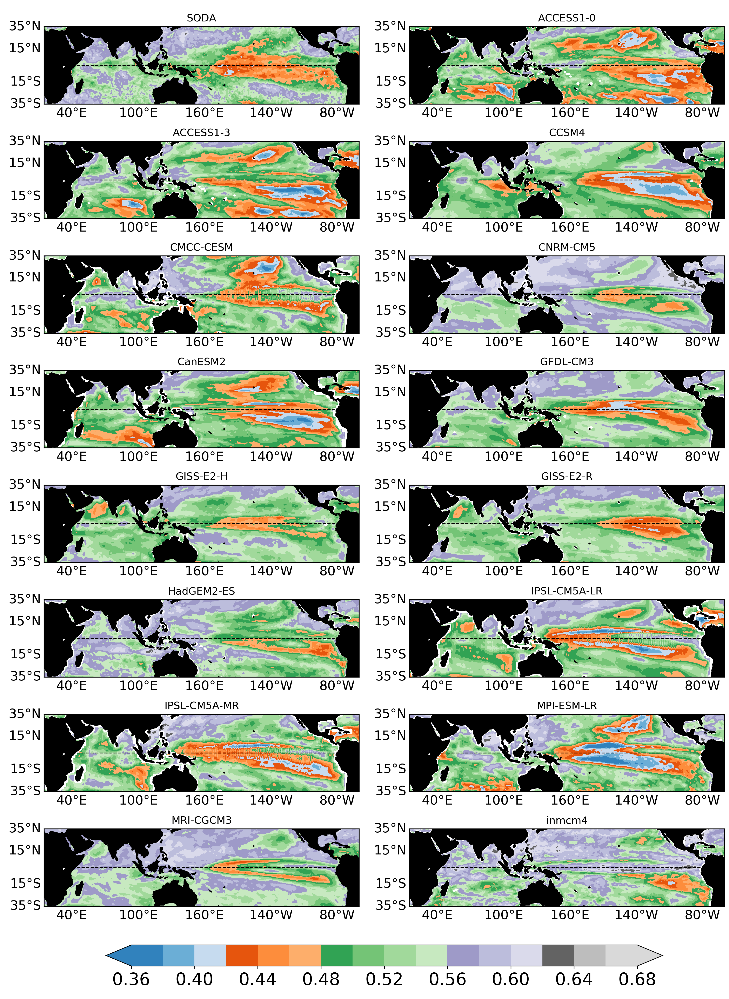 SODA
ACCESS1-0
35°N
15°N
15°S
35°S
40°E 100°E 160°E 140°W 80°W
35°N
15°N
15°S
35°S
40°E 100°E 160°E 140°W 80°W
ACCESS1-3
CCSM4
35°N
15°N
15°S
35°S
40°E 100°E 160°E 140°W 80°W
35°N
15°N
15°S
35°S
40°E 100°E 160°E 140°W 80°W
CMCC-CESM
CNRM-CM5
35°N
15°N
15°S
35°S
40°E 100°E 160°E 140°W 80°W
35°N
15°N
15°S
35°S
40°E 100°E 160°E 140°W 80°W
CanESM2
GFDL-CM3
35°N
15°N
15°S
35°S
40°E 100°E 160°E 140°W 80°W
35°N
15°N
15°S
35°S
40°E 100°E 160°E 140°W 80°W
GISS-E2-H
GISS-E2-R
35°N
15°N
15°S
35°S
40°E 100°E 160°E 140°W 80°W
35°N
15°N
15°S
35°S
40°E 100°E 160°E 140°W 80°W
HadGEM2-ES
IPSL-CM5A-LR
35°N
15°N
15°S
35°S
40°E 100°E 160°E 140°W 80°W
35°N
15°N
15°S
35°S
40°E 100°E 160°E 140°W 80°W
IPSL-CM5A-MR
MPI-ESM-LR
35°N
15°N
15°S
35°S
40°E 100°E 160°E 140°W 80°W
35°N
15°N
15°S
35°S
40°E 100°E 160°E 140°W 80°W
MRI-CGCM3
inmcm4
35°N
15°N
15°S
35°S
40°E 100°E 160°E 140°W 80°W
35°N
15°N
15°S
35°S
40°E 100°E 160°E 140°W 80°W
0.36 0.40 0.44 0.48 0.52 0.56 0.60 0.64 0.68